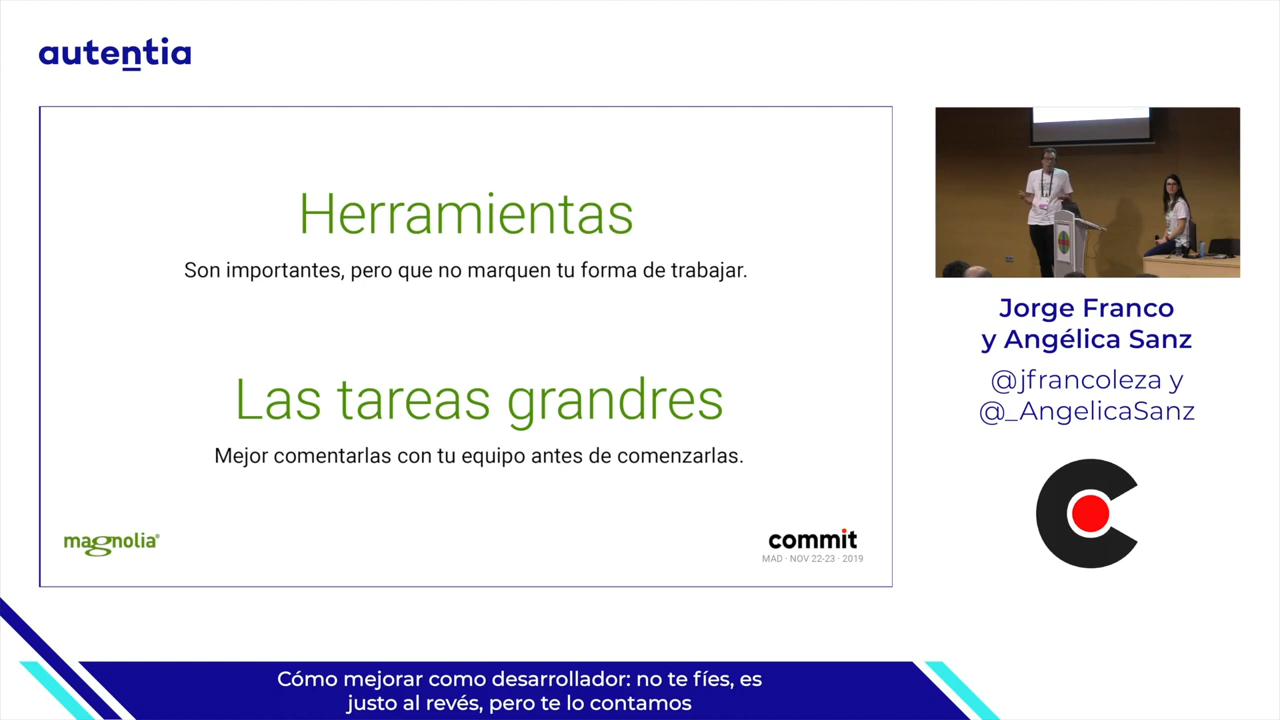 autentia
Herramientas
Son importantes, pero que no marquen tu forma de trabajar.
Las tareas grandres
Mejor comentarlas con tu equipo antes de comenzarlas.
magnolia®
commit
MAD · NOV 22-23 · 2019
Jorge Franco
y Angélica Sanz
@jfrancoleza y
@_AngelicaSanz
Cómo mejorar como desarrollador: no te fíes, es
justo al revés, pero te lo contamos